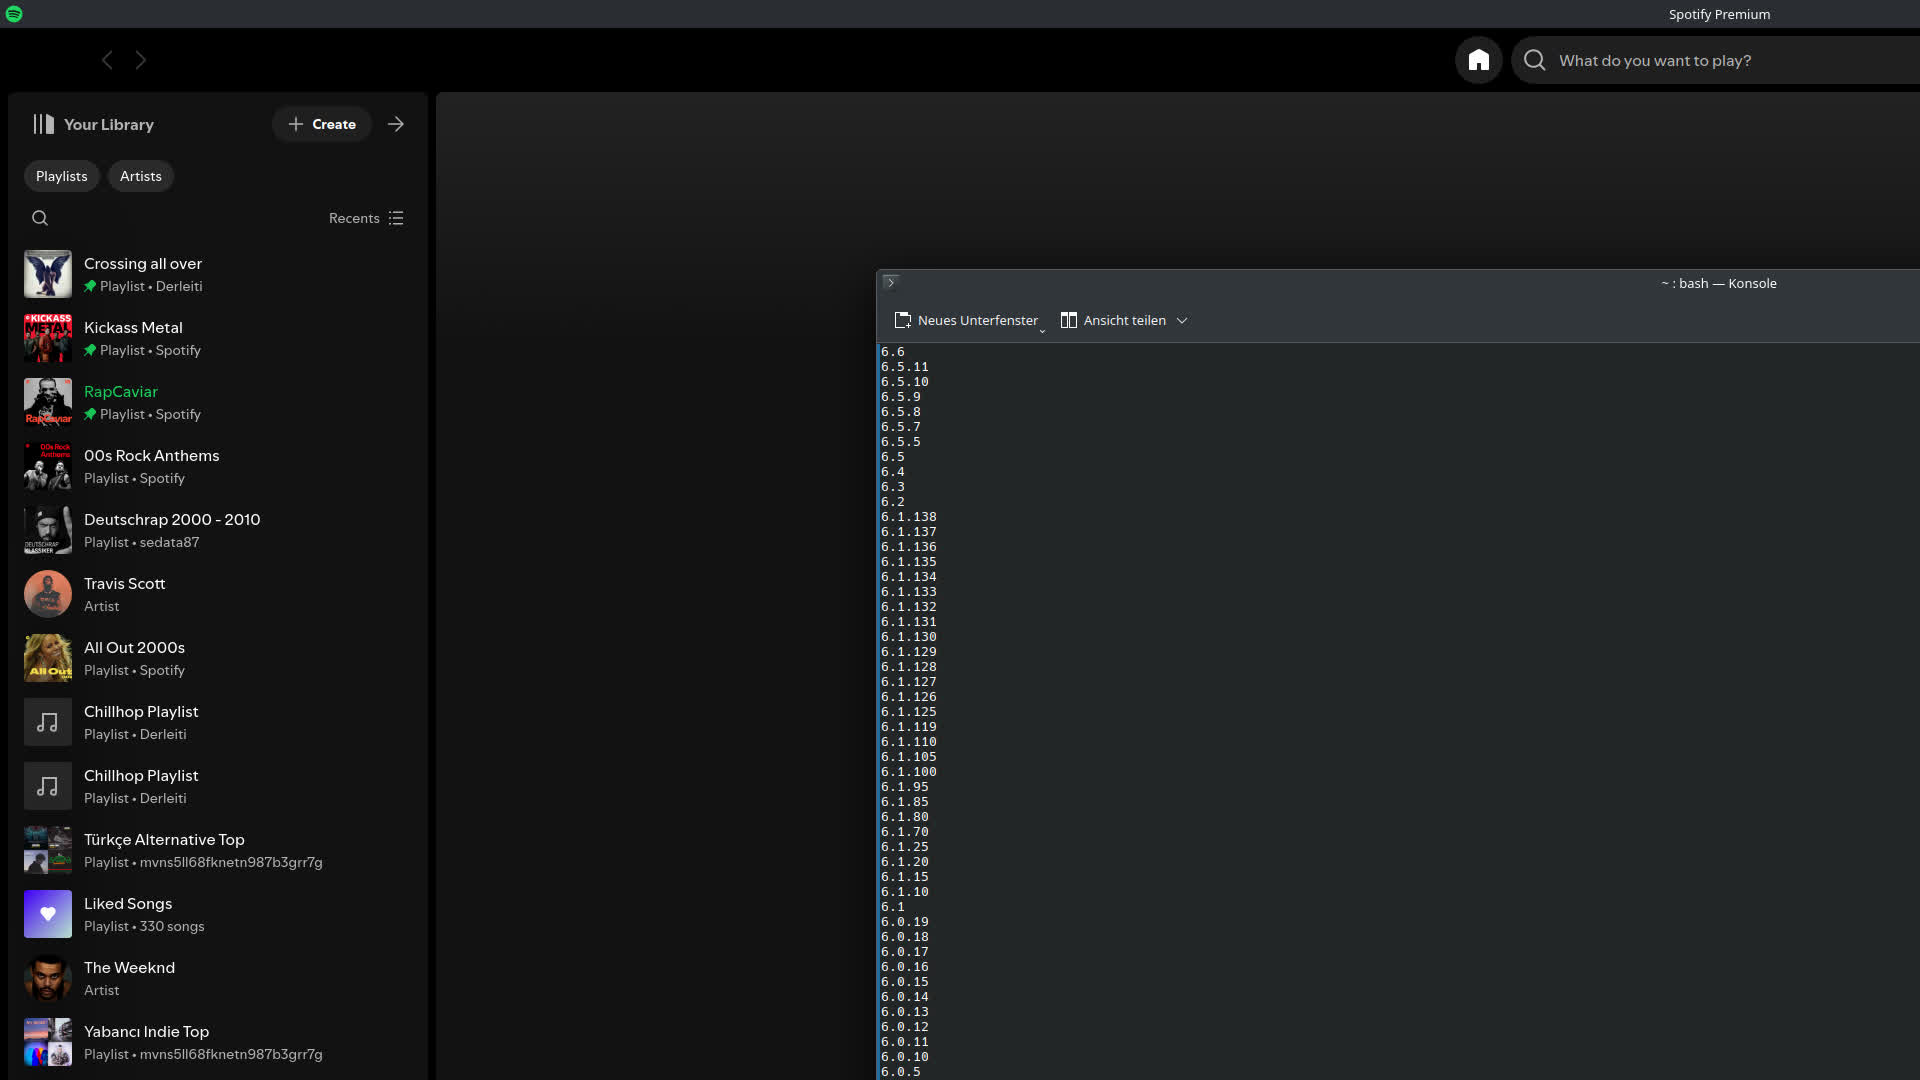 Spotify Premium
What do you want to play?
Your Library
Create
Playlists
Artists
Recents
Crossing all over
Playlist • Derleiti
KICKASS
METAL
Kickass Metal
Playlist • Spotify
RapCaviar
RapCaviar
Playlist • Spotify
00s Rock
Anthems
00s Rock Anthems
Playlist • Spotify
DEUTSCHRAP
KLASSIKER
Deutschrap 2000 - 2010
Playlist • sedata87
Travis Scott
Artist
All Out
All Out 2000s
Playlist • Spotify
Chillhop Playlist
Playlist • Derleiti
Chillhop Playlist
Playlist • Derleiti
Türkçe Alternative Top
Playlist • mvns5ll68fknetn987b3grr7g
Liked Songs
Playlist • 330 songs
The Weeknd
Artist
Yabancı Indie Top
Playlist • mvns5ll68fknetn987b3grr7g
~ : bash — Konsole
Neues Unterfenster
Ansicht teilen
6.6
6.5.11
6.5.10
6.5.9
6.5.8
6.5.7
6.5.5
6.5
6.4
6.3
6.2
6.1.138
6.1.137
6.1.136
6.1.135
6.1.134
6.1.133
6.1.132
6.1.131
6.1.130
6.1.129
6.1.128
6.1.127
6.1.126
6.1.125
6.1.119
6.1.110
6.1.105
6.1.100
6.1.95
6.1.85
6.1.80
6.1.70
6.1.25
6.1.20
6.1.15
6.1.10
6.1
6.0.19
6.0.18
6.0.17
6.0.16
6.0.15
6.0.14
6.0.13
6.0.12
6.0.11
6.0.10
6.0.5